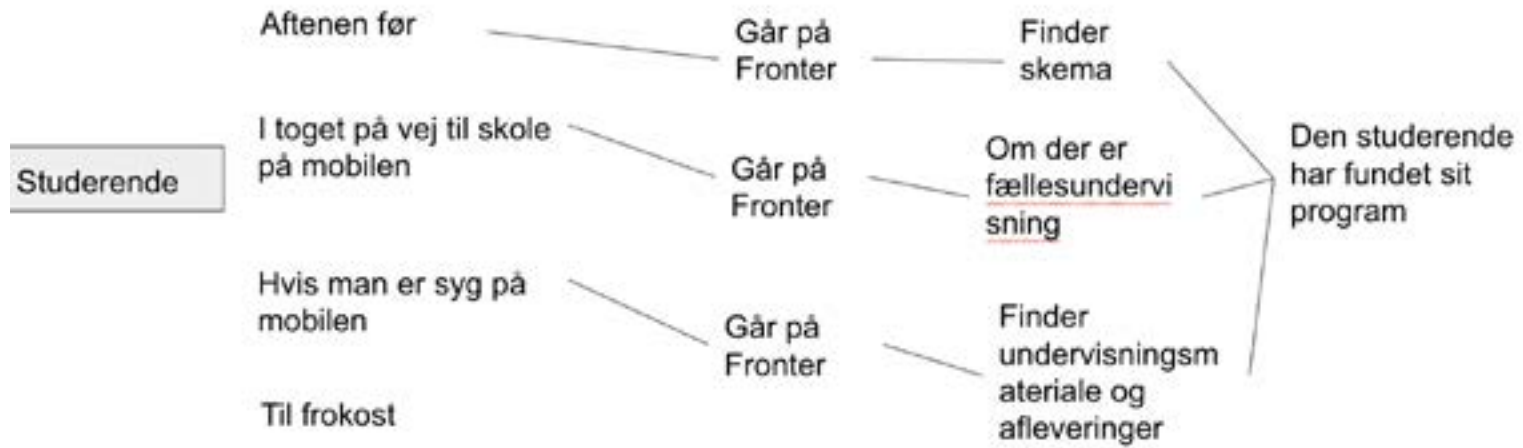 Studerende
Aftenen før
I toget på vej til skole
på mobilen
Hvis man er syg på
mobilen
Til frokost
Går på
Fronter
Går på
Fronter
Går på
Fronter
Finder
skema
Om der er
fællesundervi
sning
Finder
undervisningsm
ateriale og
afleveringer
Den studerende
har fundet sit
program